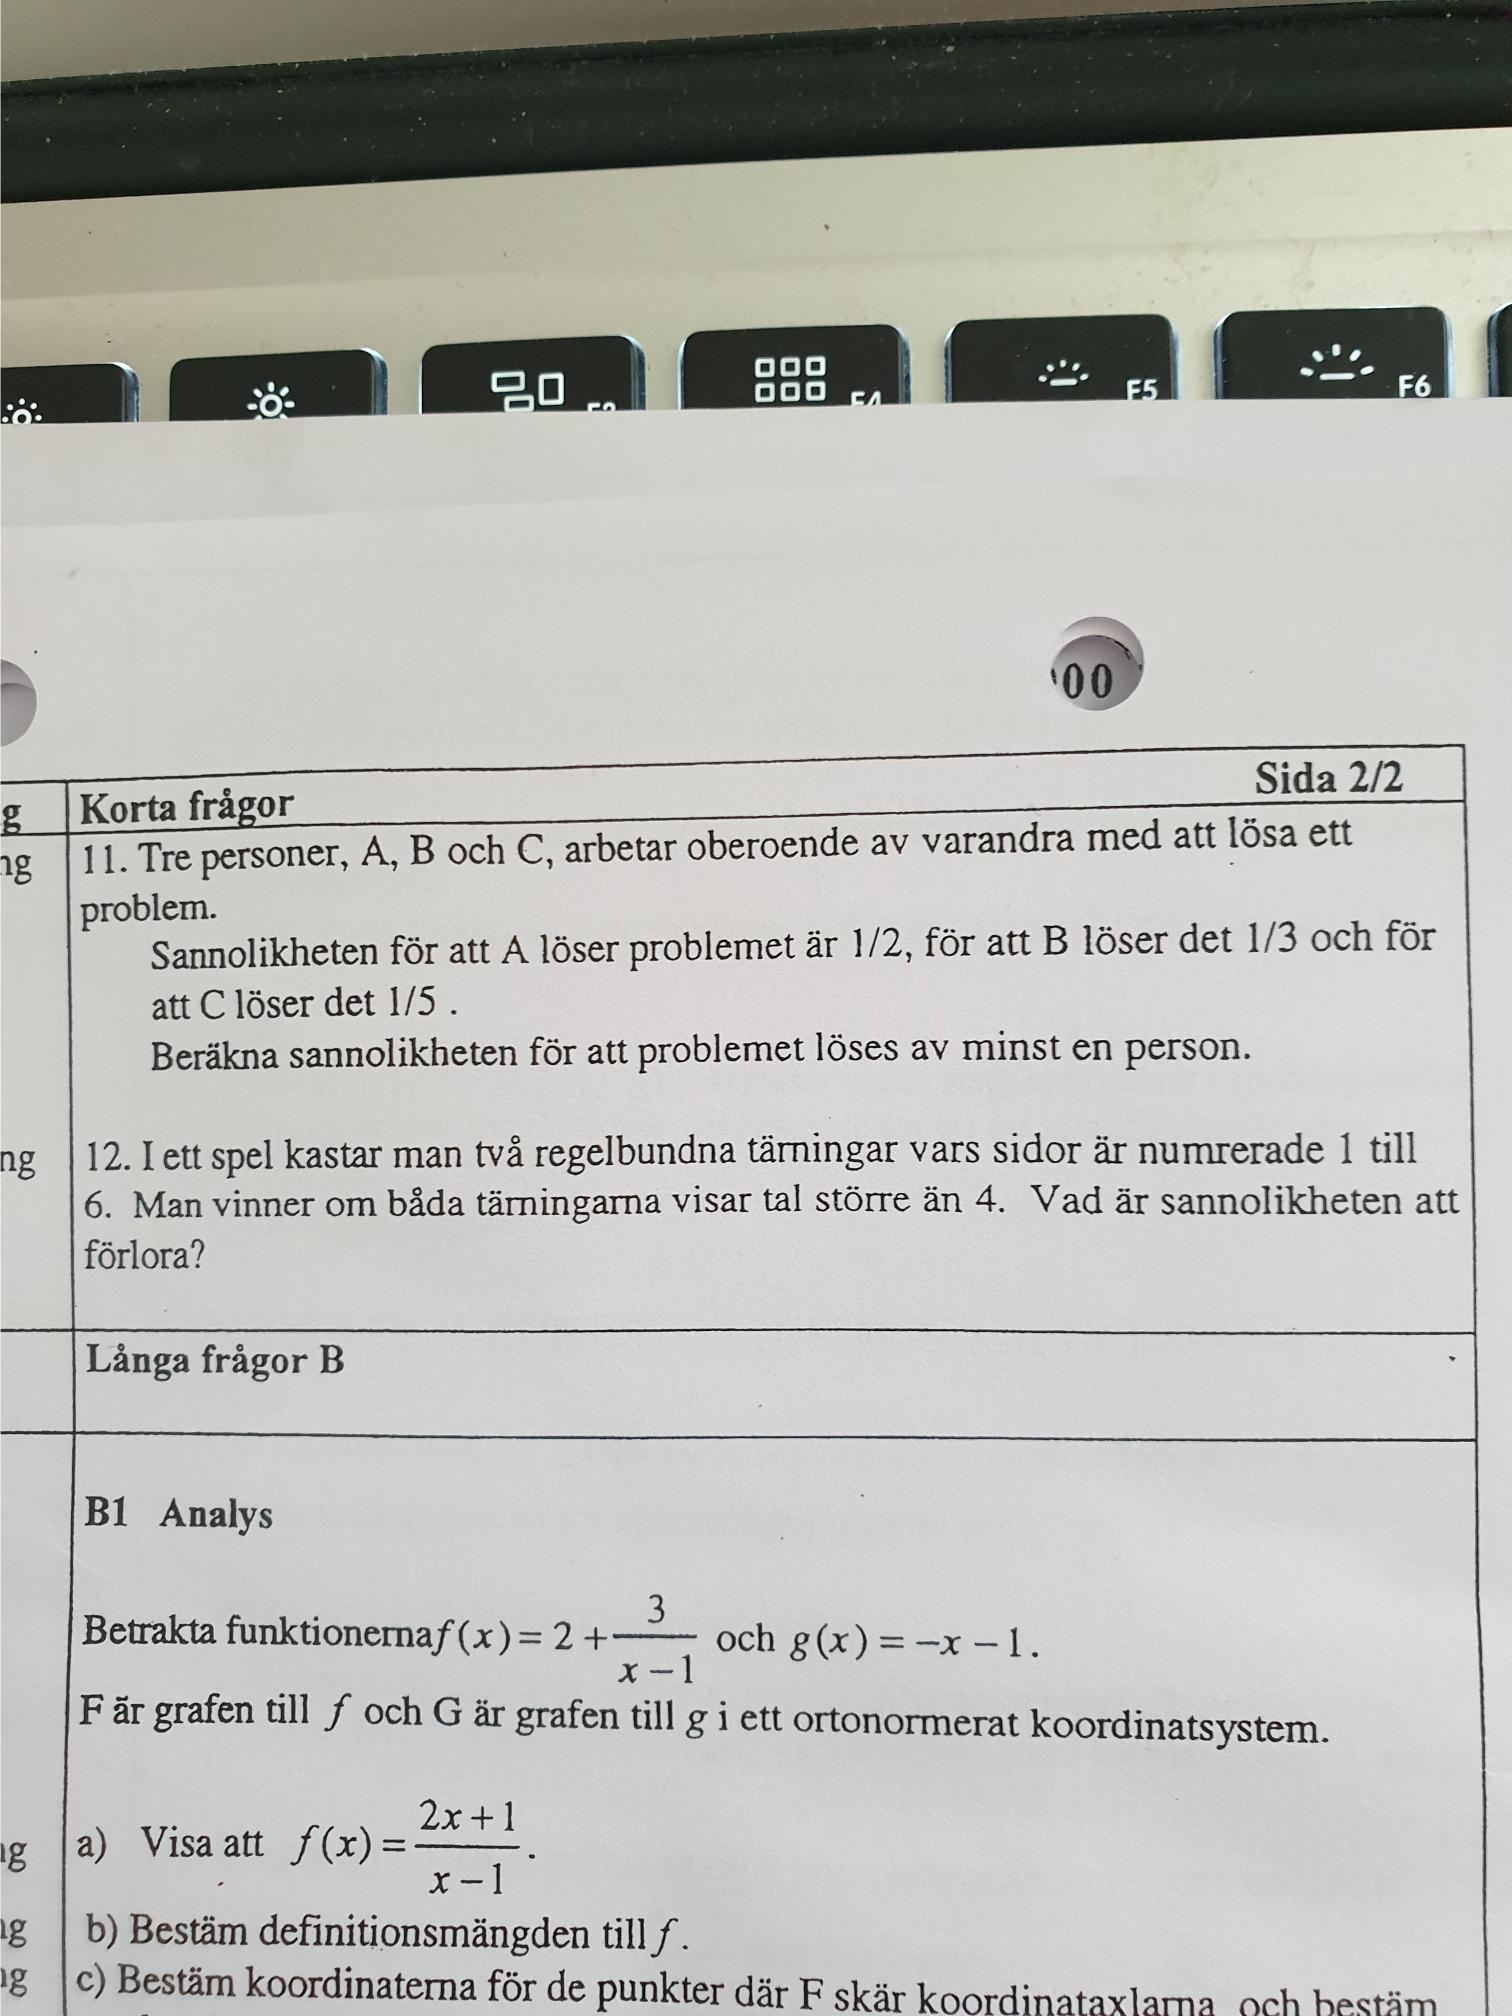 F5
F6
00
g Korta frågor Sida 2/2
ng 11. Tre personer, A, B och C, arbetar oberoende av varandra med att lösa ett
problem.
Sannolikheten för att A löser problemet är 1/2, för att B löser det 1/3 och för
att C löser det 1/5 .
Beräkna sannolikheten för att problemet löses av minst en person.
ng 12. I ett spel kastar man två regelbundna tärningar vars sidor är numrerade 1 till
6. Man vinner om båda tärningarna visar tal större än 4. Vad är sannolikheten att
förlora?
Långa frågor B
B1 Analys
Betrakta funktionerna f(x) = 2 + 3/(x − 1) och g(x) = −x − 1.
F är grafen till f och G är grafen till g i ett ortonormerat koordinatsystem.
g a) Visa att f(x) = (2x + 1)/(x − 1).
g b) Bestäm definitionsmängden till f.
g c) Bestäm koordinaterna för de punkter där F skär koordinataxlarna och bestäm